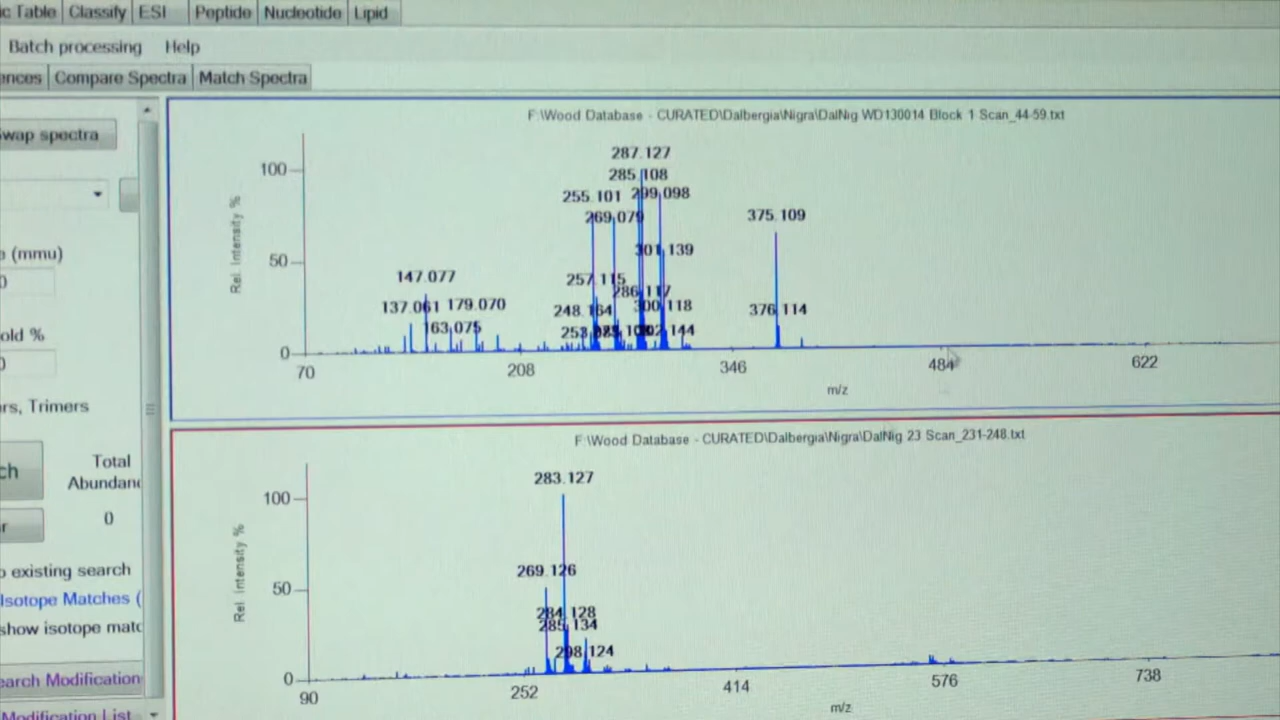 ic Table Classify ESI Peptide Nucleotide Lipid
Batch processing Help
ences Compare Spectra Match Spectra
Swap spectra
e (mmu)
0
old %
0
rs, Trimers
ch
Total
Abundanc
r
0
o existing search
Isotope Matches (
show isotope matc
earch Modification
Modification List
F:\Wood Database - CURATED\Dalbergia\Nigra\DalNig WD130014 Block 1 Scan_44-59.txt
Rel. Intensity %
100
50
0
287.127
285.108
255.101 299.098
269.079
375.109
301.139
147.077
257.115
286.117
137.061 179.070
248.164
300.118
376.114
163.075
302.144
70 208 346 484 622
m/z
F:\Wood Database - CURATED\Dalbergia\Nigra\DalNig 23 Scan_231-248.txt
Rel. Intensity %
100
50
0
283.127
269.126
284.128
285.134
298.124
90 252 414 576 738
m/z